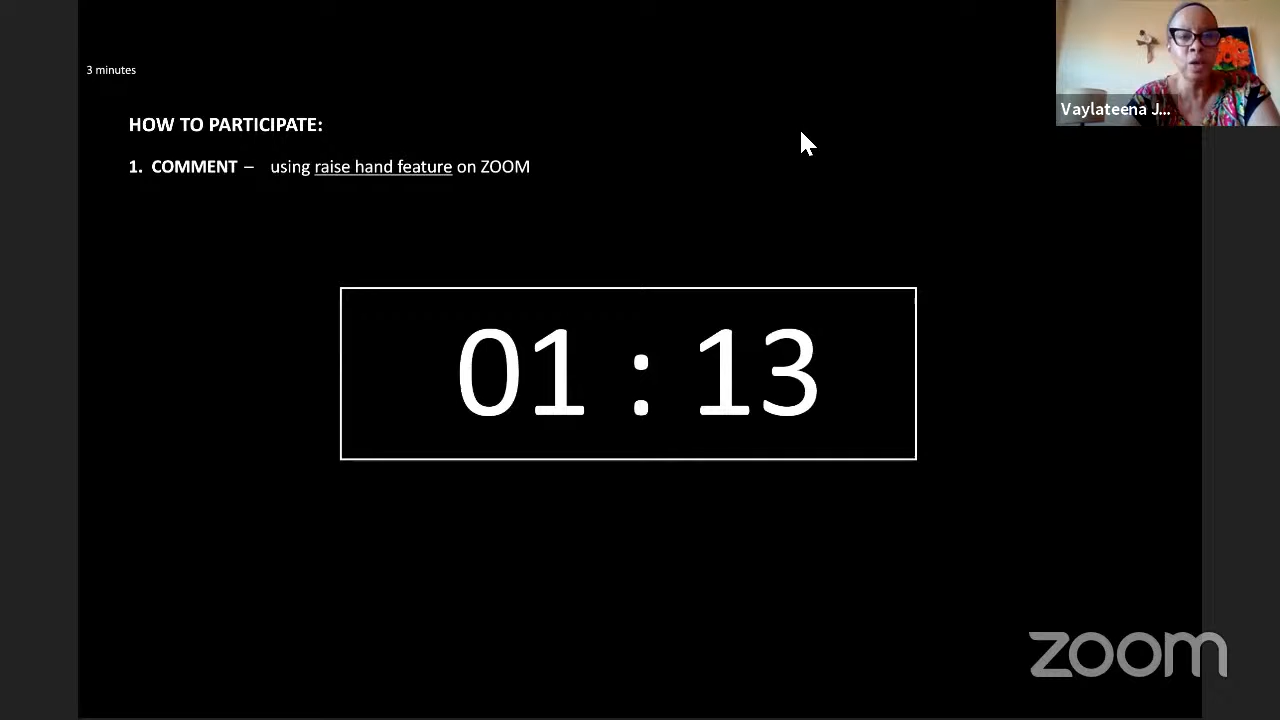 3 minutes
HOW TO PARTICIPATE:
1. COMMENT – using raise hand feature on ZOOM
01 : 13
Vaylateena J...
zoom